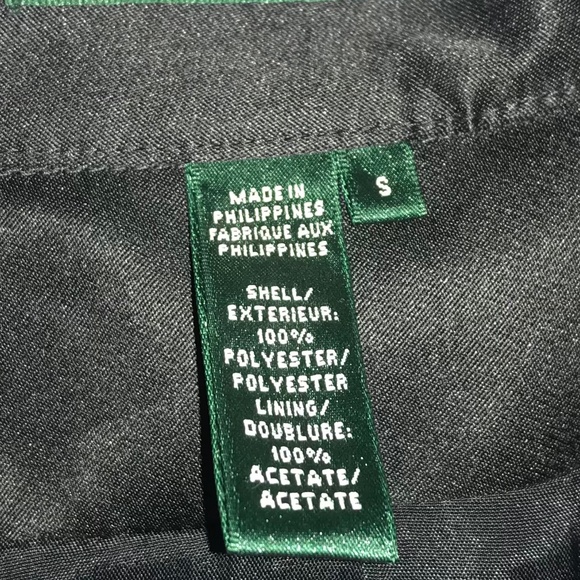 MADE IN
PHILIPPINES
FABRIQUE AUX
PHILIPPINES
S
SHELL/
EXTERIEUR:
100%
POLYESTER/
POLYESTER
LINING/
DOUBLURE:
100%
ACETATE/
ACETATE